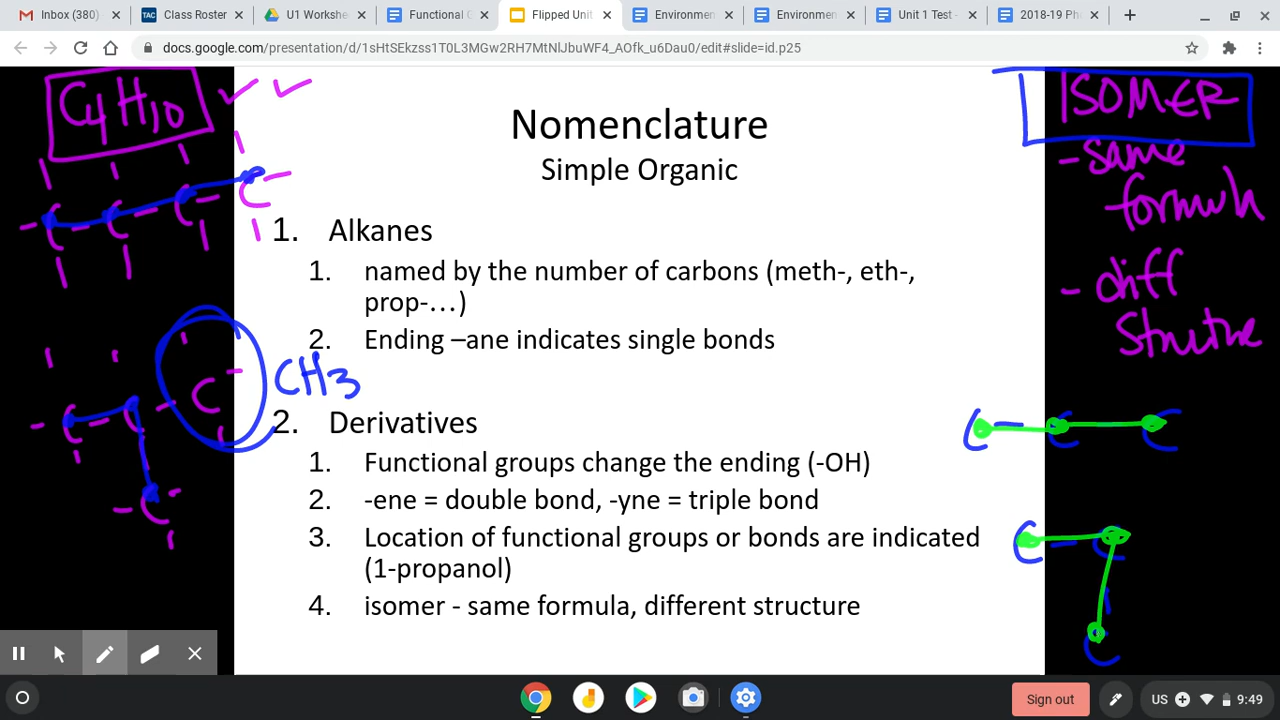 Inbox (380)
Class Roster
U1 Workshe
Functional G
Flipped Unit
Environmen
Environmen
Unit 1 Test -
2018-19 Ph
docs.google.com/presentation/d/1sHtSEkzss1T0L3MGw2RH7MtNlJbuWF4_AOfk_u6Dau0/edit#slide=id.p25
C4H10
ISOMER
- same
formula
- diff
Structure
Nomenclature
Simple Organic
1. Alkanes
1. named by the number of carbons (meth-, eth-,
prop-…)
2. Ending –ane indicates single bonds
C - C - C - C -
- C - C - C -
- C -
CH3
2. Derivatives
1. Functional groups change the ending (-OH)
2. -ene = double bond, -yne = triple bond
3. Location of functional groups or bonds are indicated
(1-propanol)
4. isomer - same formula, different structure
C - C - C
C - C
C
Sign out
US
9:49